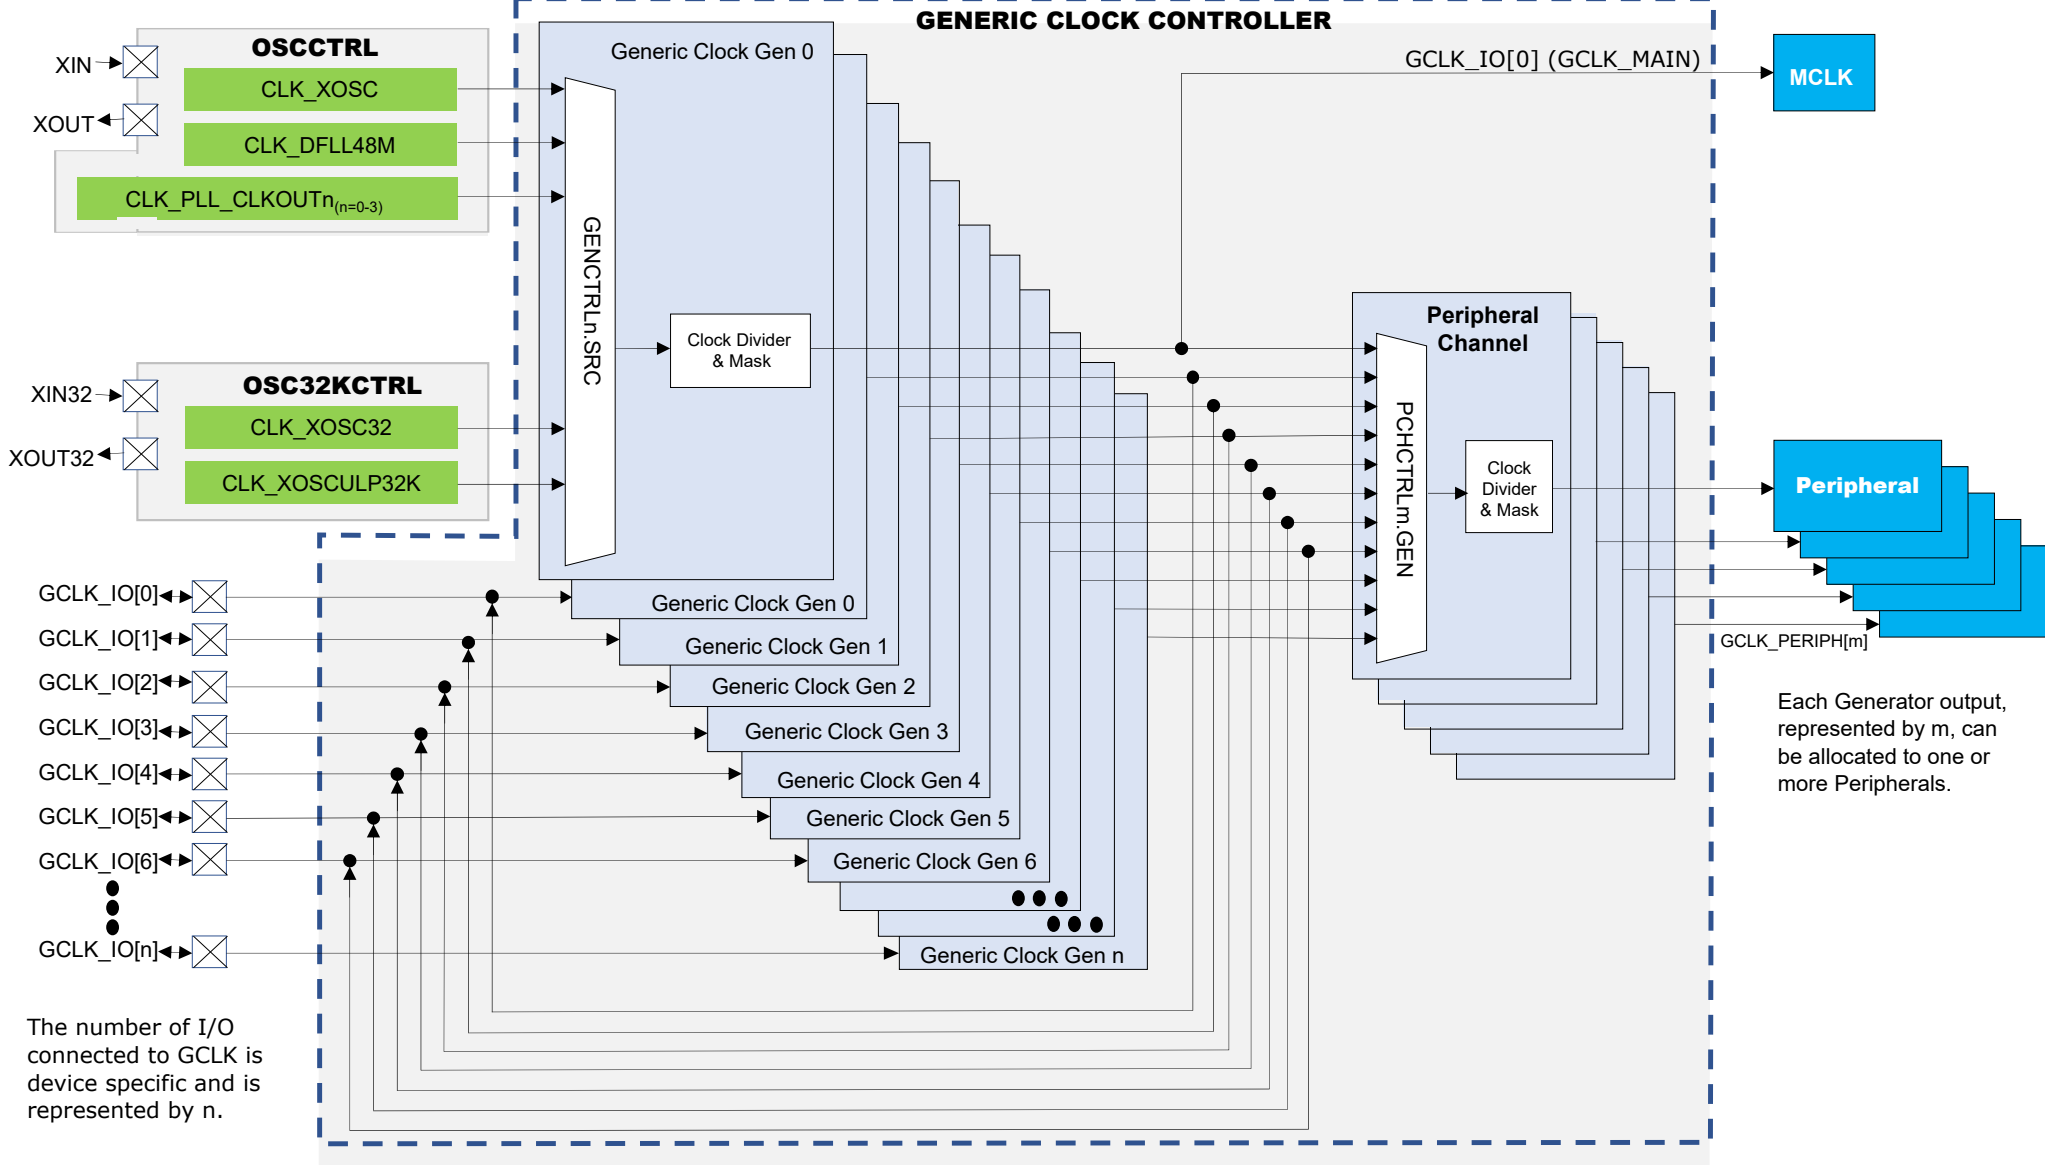 GENERIC CLOCK CONTROLLER
OSCCTRL
XIN
XOUT
CLK_XOSC
CLK_DFLL48M
CLK_PLL_CLKOUTn(n=0-3)
OSC32KCTRL
XIN32
XOUT32
CLK_XOSC32
CLK_XOSCULP32K
Generic Clock Gen 0
GENCTRLn.SRC
Clock Divider
& Mask
GCLK_IO[0] (GCLK_MAIN)
MCLK
Peripheral
Channel
PCHCTRLm.GEN
Clock
Divider
& Mask
Peripheral
GCLK_PERIPH[m]
Each Generator output,
represented by m, can
be allocated to one or
more Peripherals.
GCLK_IO[0]
GCLK_IO[1]
GCLK_IO[2]
GCLK_IO[3]
GCLK_IO[4]
GCLK_IO[5]
GCLK_IO[6]
GCLK_IO[n]
Generic Clock Gen 0
Generic Clock Gen 1
Generic Clock Gen 2
Generic Clock Gen 3
Generic Clock Gen 4
Generic Clock Gen 5
Generic Clock Gen 6
Generic Clock Gen n
The number of I/O
connected to GCLK is
device specific and is
represented by n.